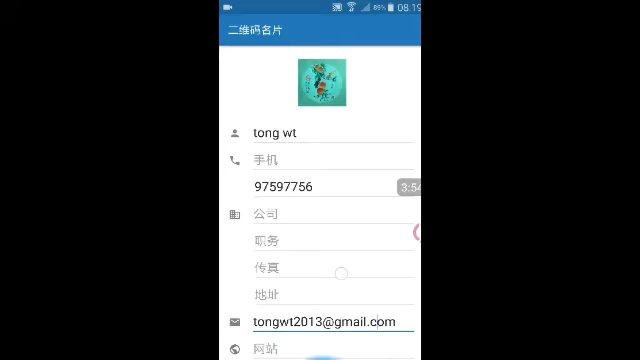 89% 08:19
二维码名片
tong wt
手机
97597756
3:54
公司
职务
传真
地址
tongwt2013@gmail.com
网站